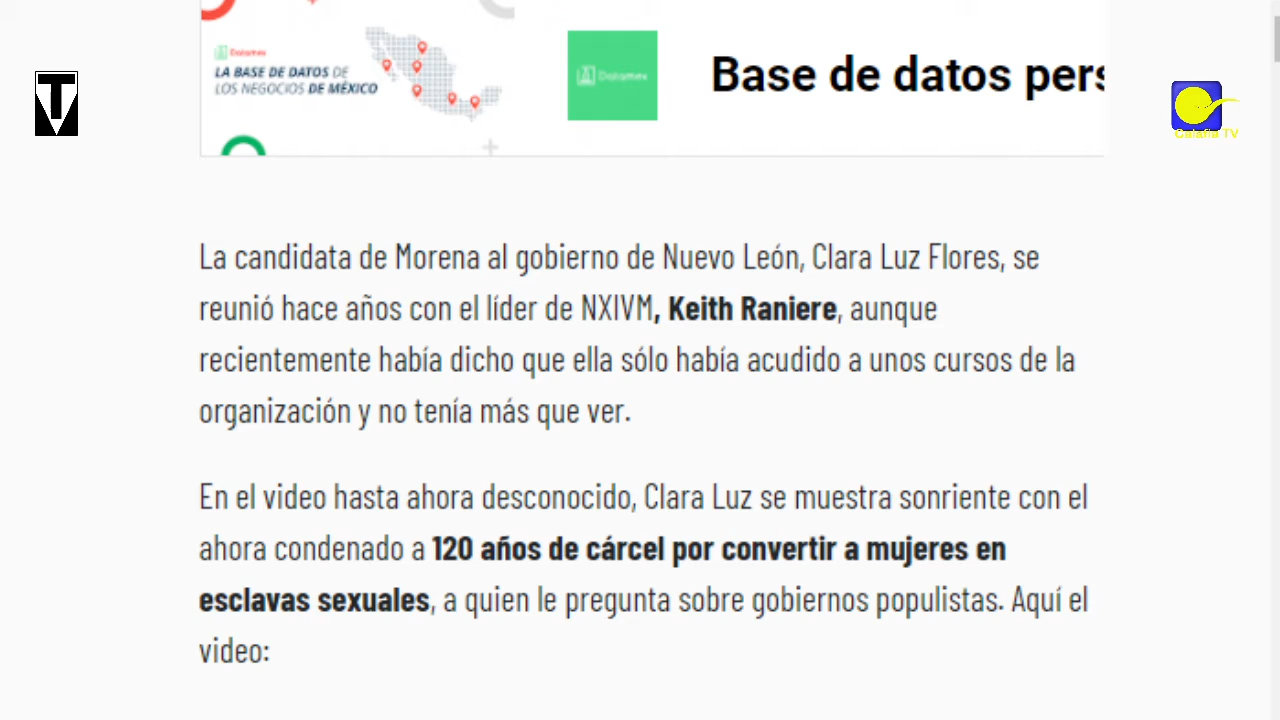 Datamex
LA BASE DE DATOS DE
LOS NEGOCIOS DE MÉXICO
Datamex
Base de datos pers
T
Calafia TV
La candidata de Morena al gobierno de Nuevo León, Clara Luz Flores, se
reunió hace años con el líder de NXIVM, Keith Raniere, aunque
recientemente había dicho que ella sólo había acudido a unos cursos de la
organización y no tenía más que ver.
En el video hasta ahora desconocido, Clara Luz se muestra sonriente con el
ahora condenado a 120 años de cárcel por convertir a mujeres en
esclavas sexuales, a quien le pregunta sobre gobiernos populistas. Aquí el
video: